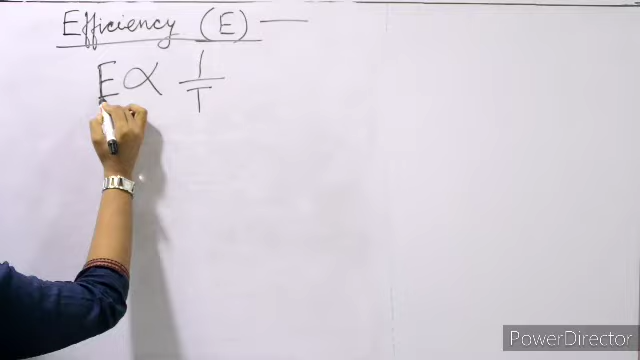 Efficiency (E) —
E ∝ 1/T
PowerDirector